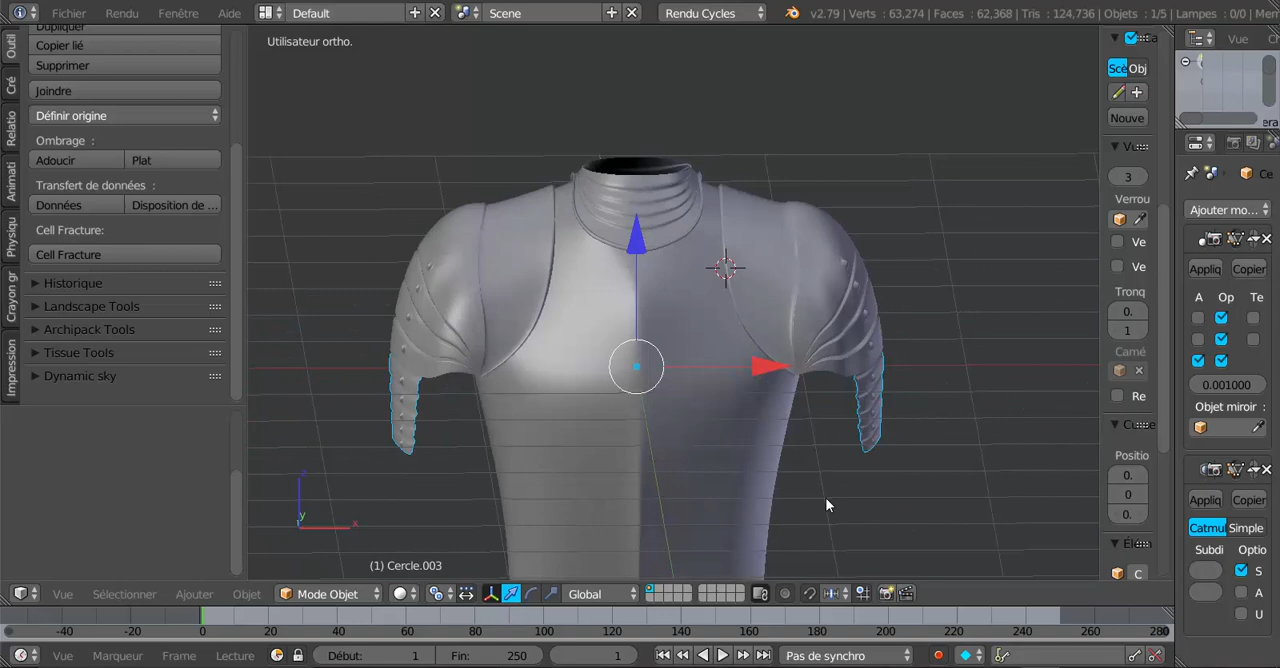 Fichier Rendu Fenêtre Aide Default Scene Rendu Cycles v2.79 | Verts : 63,274 | Faces : 62,368 | Tris : 124,736 | Objets : 1/5 | Lampes : 0/0 | Mem
Dupliquer
Copier lié
Supprimer
Joindre
Définir origine
Ombrage :
Adoucir Plat
Transfert de données :
Données Disposition de ...
Cell Fracture:
Cell Fracture
Historique
Landscape Tools
Archipack Tools
Tissue Tools
Dynamic sky
Outil
Cré
Relatio
Animati
Physiqu
Crayon gr
Impression
Utilisateur ortho.
z
y
x
(1) Cercle.003
Scè Obj
Nouve
Vu
3
Verrou
Ve
Ve
Tronq
0.
1
Camé
Re
Positio
0.
0
0.
Él
C
Vue
era
Ce
Ajouter mo...
Appliq Copier
A Op Te
0.001000
Objet miroir :
Appliq Copier
Catmu Simple
Subdi Optio
S
A
U
Vue Sélectionner Ajouter Objet Mode Objet Global
-40 -20 0 20 40 60 80 100 120 140 160 180 200 220 240 260 280
Vue Marqueur Frame Lecture Début: 1 Fin: 250 1 Pas de synchro